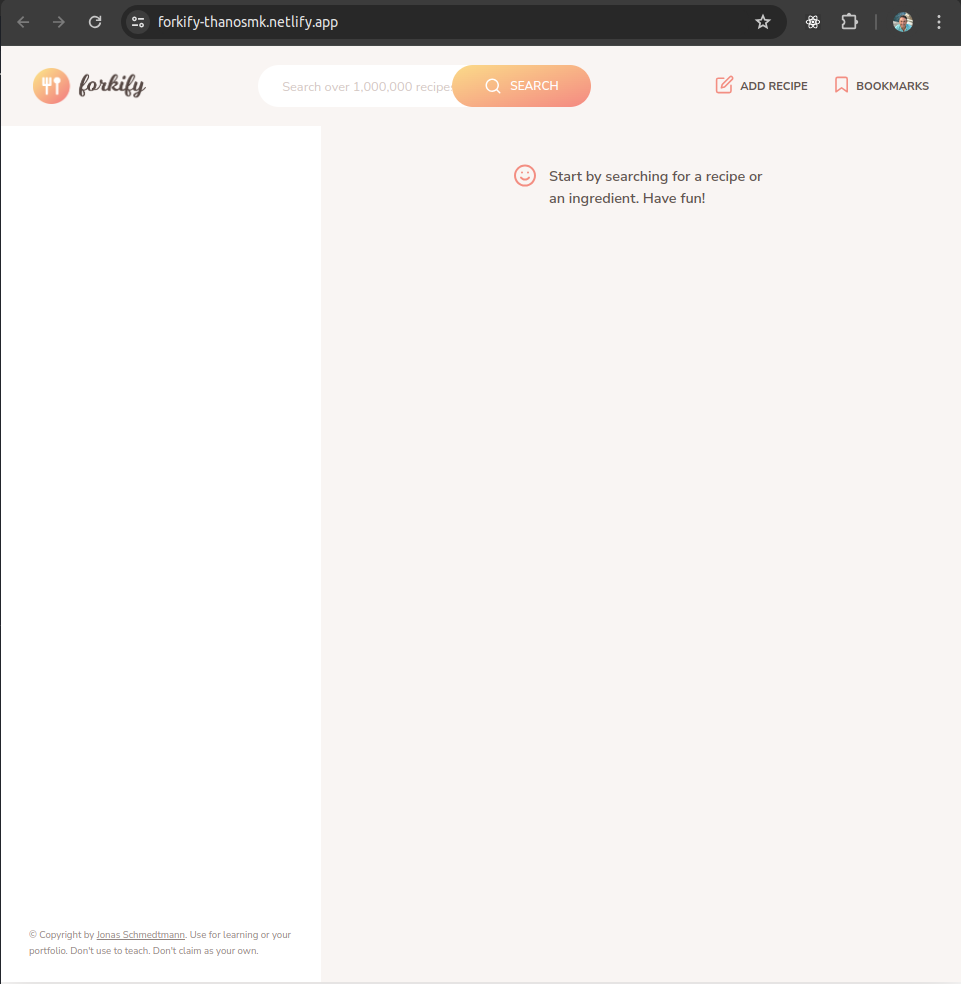 forkify-thanosmk.netlify.app
forkify
Search over 1,000,000 recipes
SEARCH
ADD RECIPE
BOOKMARKS
Start by searching for a recipe or
an ingredient. Have fun!
© Copyright by Jonas Schmedtmann. Use for learning or your
portfolio. Don't use to teach. Don't claim as your own.